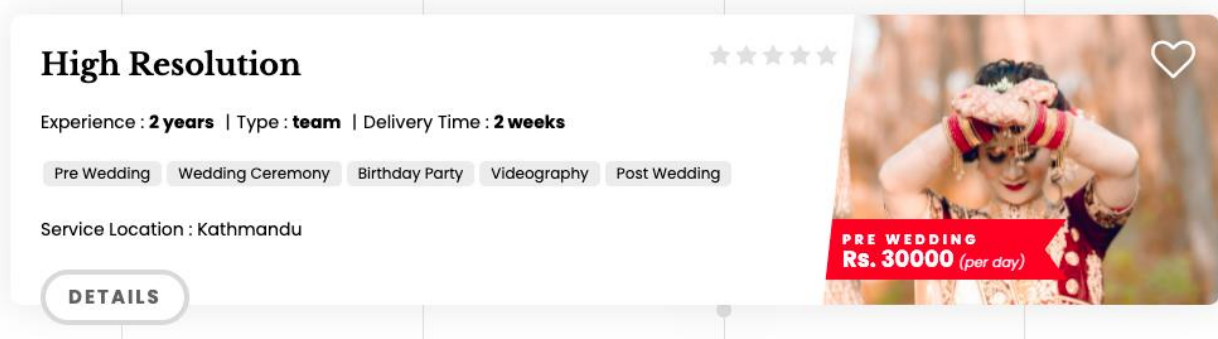 High Resolution
Experience : 2 years | Type : team | Delivery Time : 2 weeks
Pre Wedding Wedding Ceremony Birthday Party Videography Post Wedding
Service Location : Kathmandu
DETAILS
PRE WEDDING
Rs. 30000 (per day)